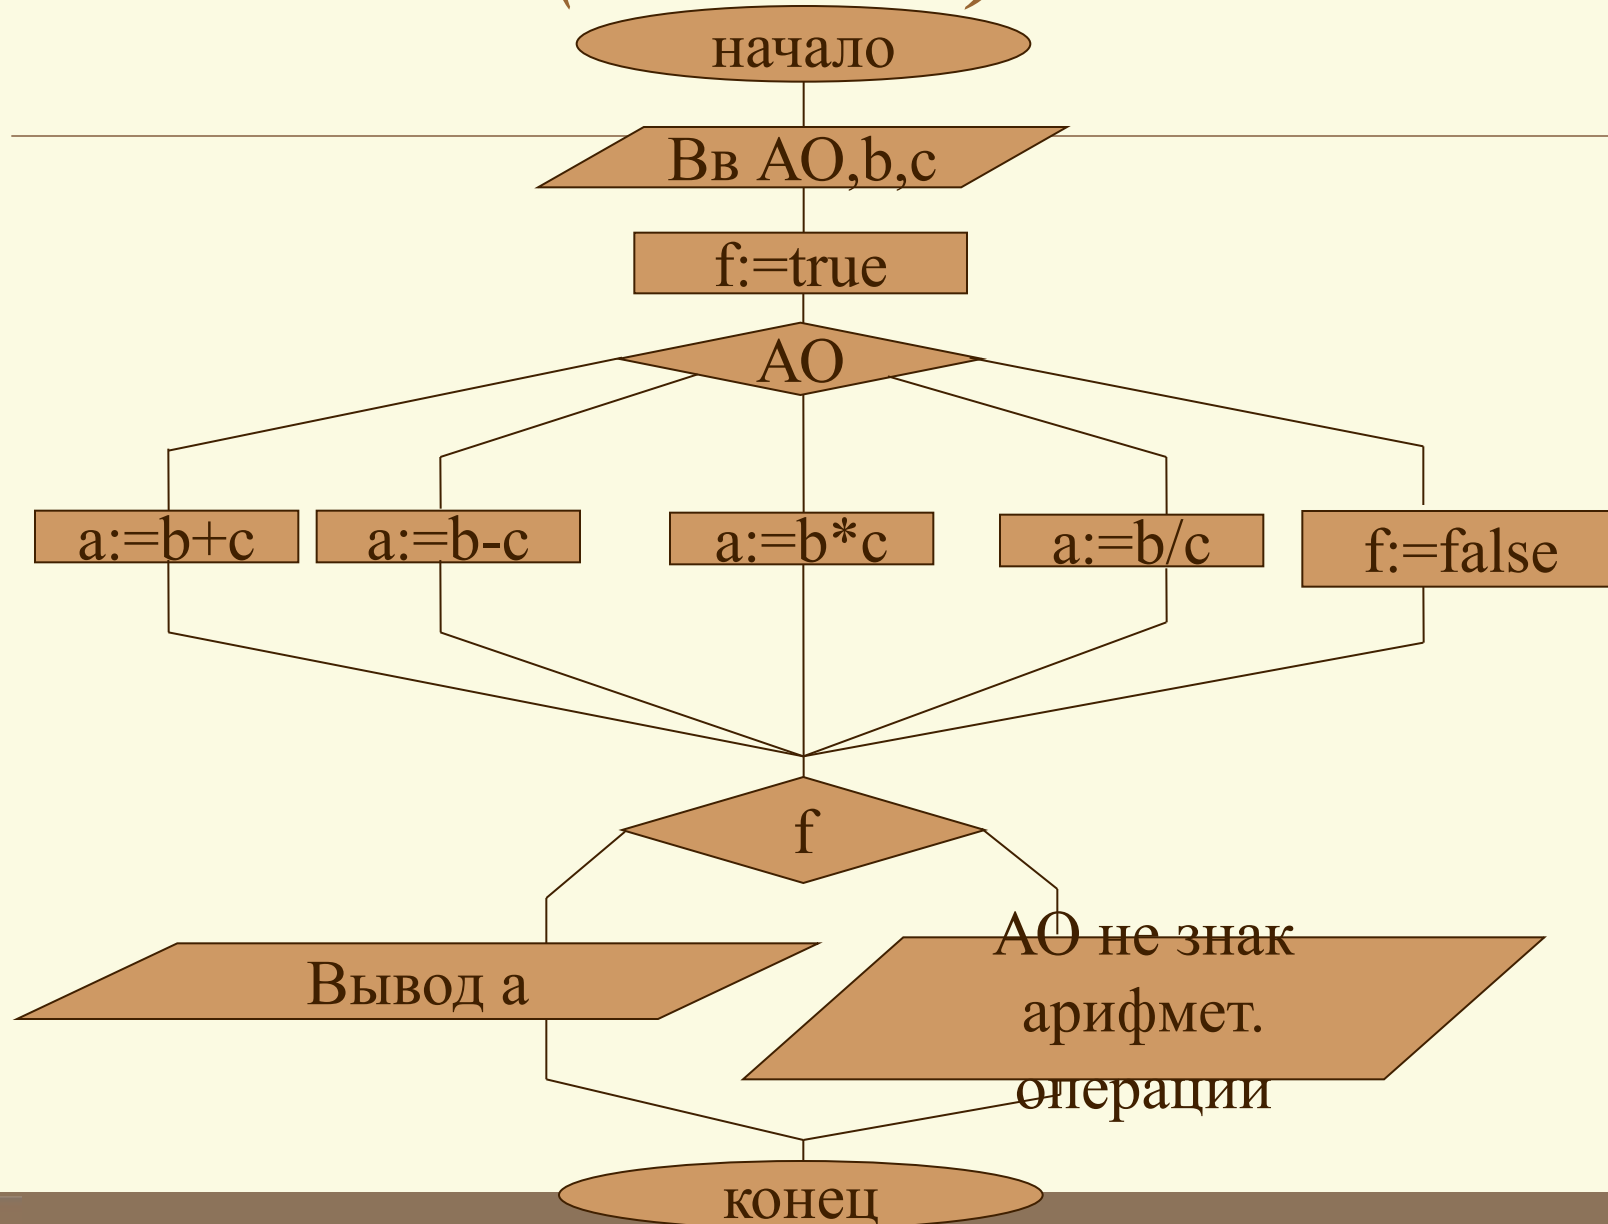 начало
Вв АО,b,c
f:=true
АО
a:=b+c
a:=b-c
a:=b*c
a:=b/c
f:=false
f
Вывод а
АО не знак
арифмет.
операции
конец